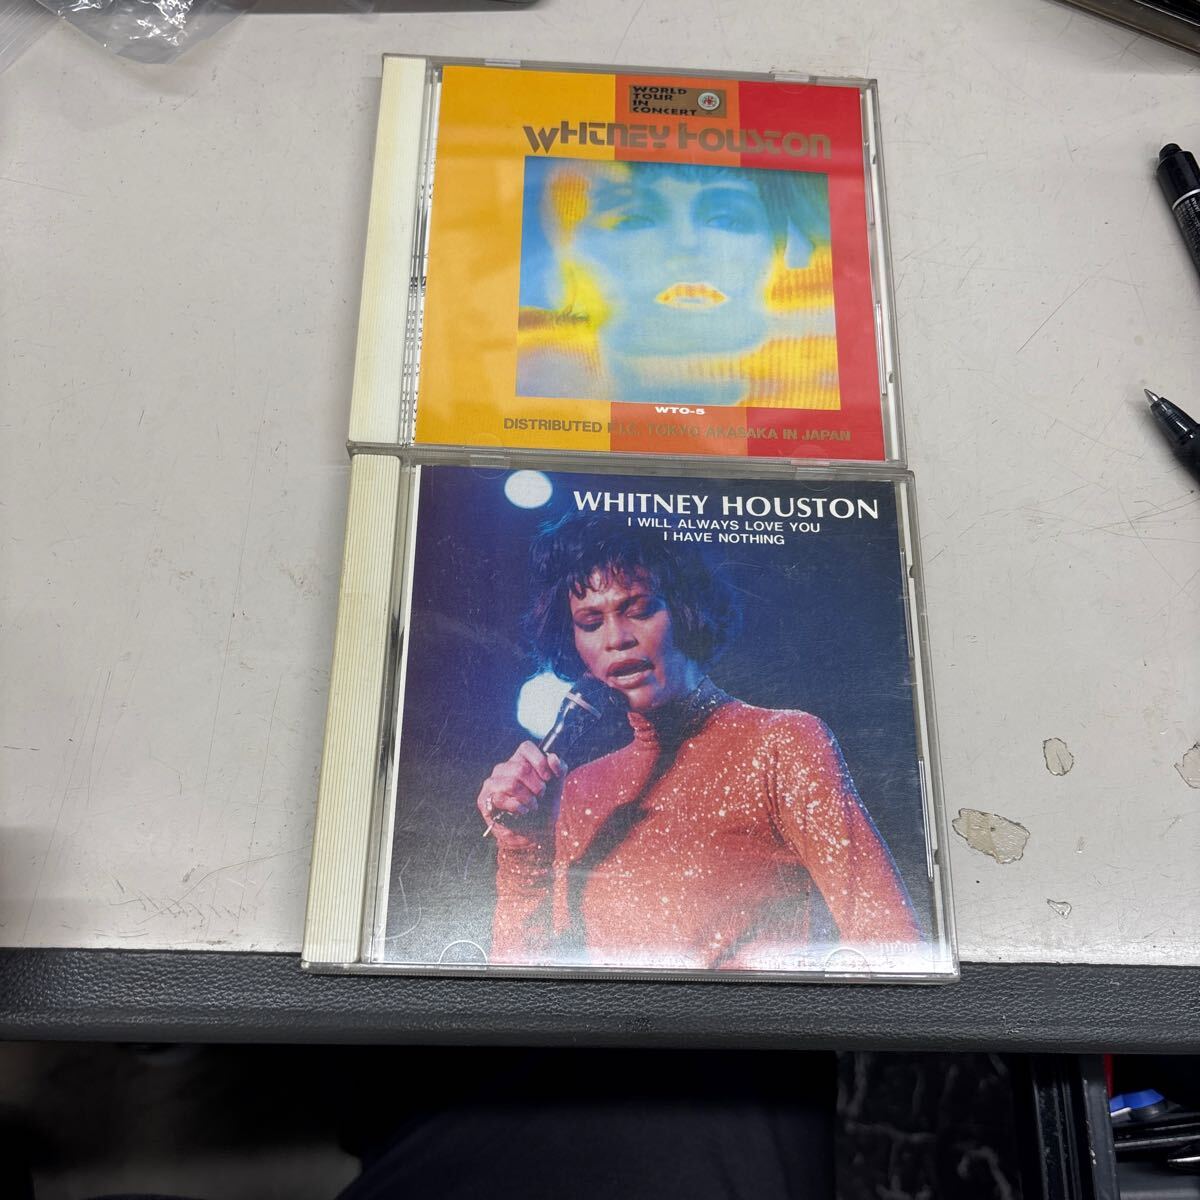 WORLD
TOUR
IN
CONCERT
WHITNEY HOUSTON
WTO-5
DISTRIBUTED F.I.C. TOKYO AKASAKA IN JAPAN
WHITNEY HOUSTON
I WILL ALWAYS LOVE YOU
I HAVE NOTHING